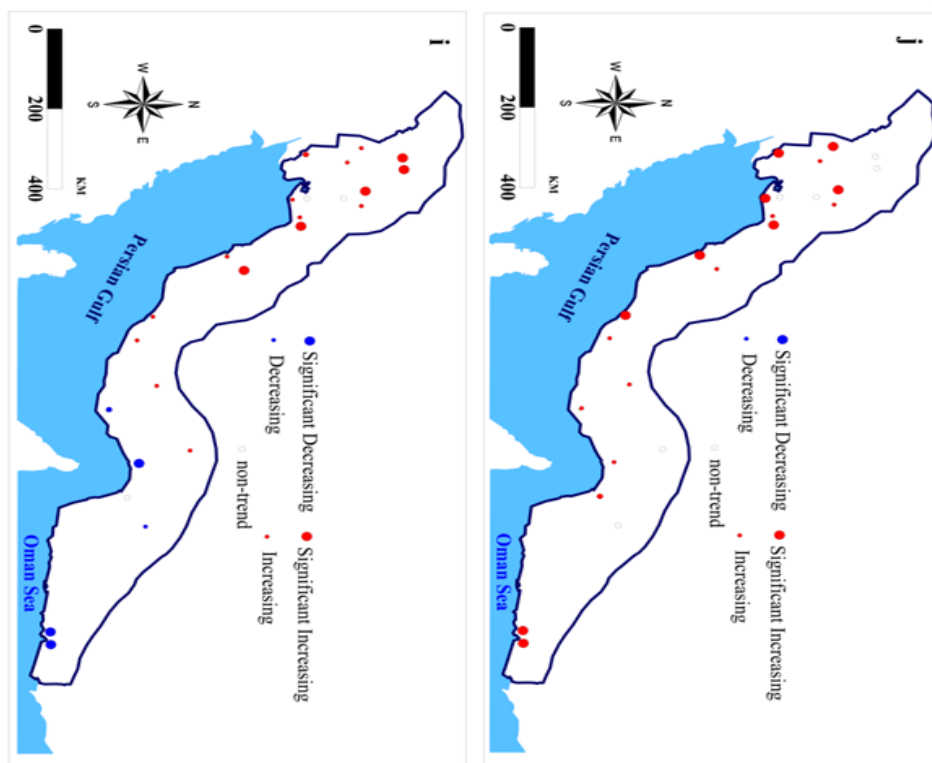 j
Significant Decreasing
Significant Increasing
Decreasing
Increasing
non-trend
N
W
E
S
Persian Gulf
KM
0 200 400
Oman Sea
i
Significant Decreasing
Significant Increasing
Decreasing
Increasing
non-trend
N
W
E
S
Persian Gulf
KM
0 200 400
Oman Sea